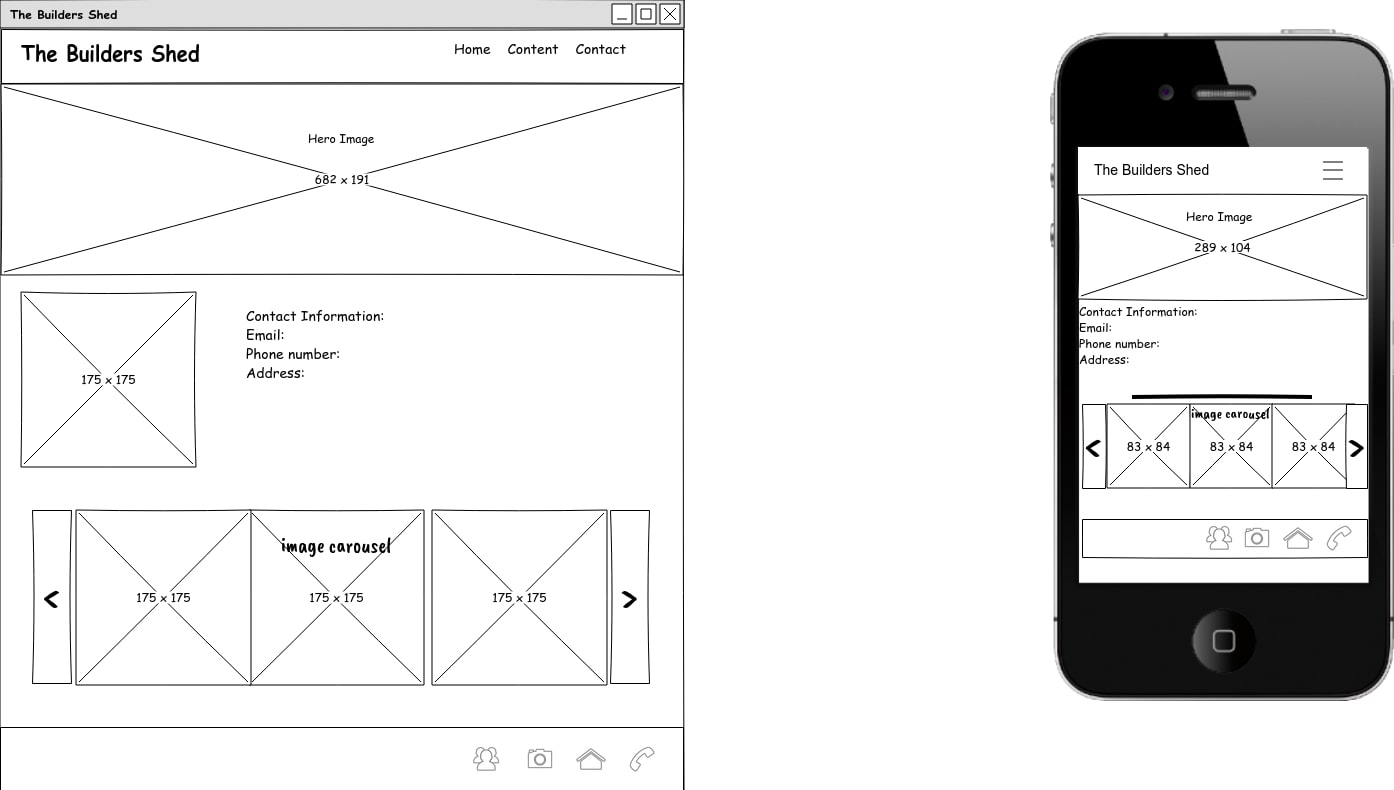 The Builders Shed
The Builders Shed
Home Content Contact
Hero Image
682 x 191
175 x 175
Contact Information:
Email:
Phone number:
Address:
image carousel
175 x 175
175 x 175
175 x 175
The Builders Shed
Hero Image
289 x 104
Contact Information:
Email:
Phone number:
Address:
image carousel
83 x 84
83 x 84
83 x 84